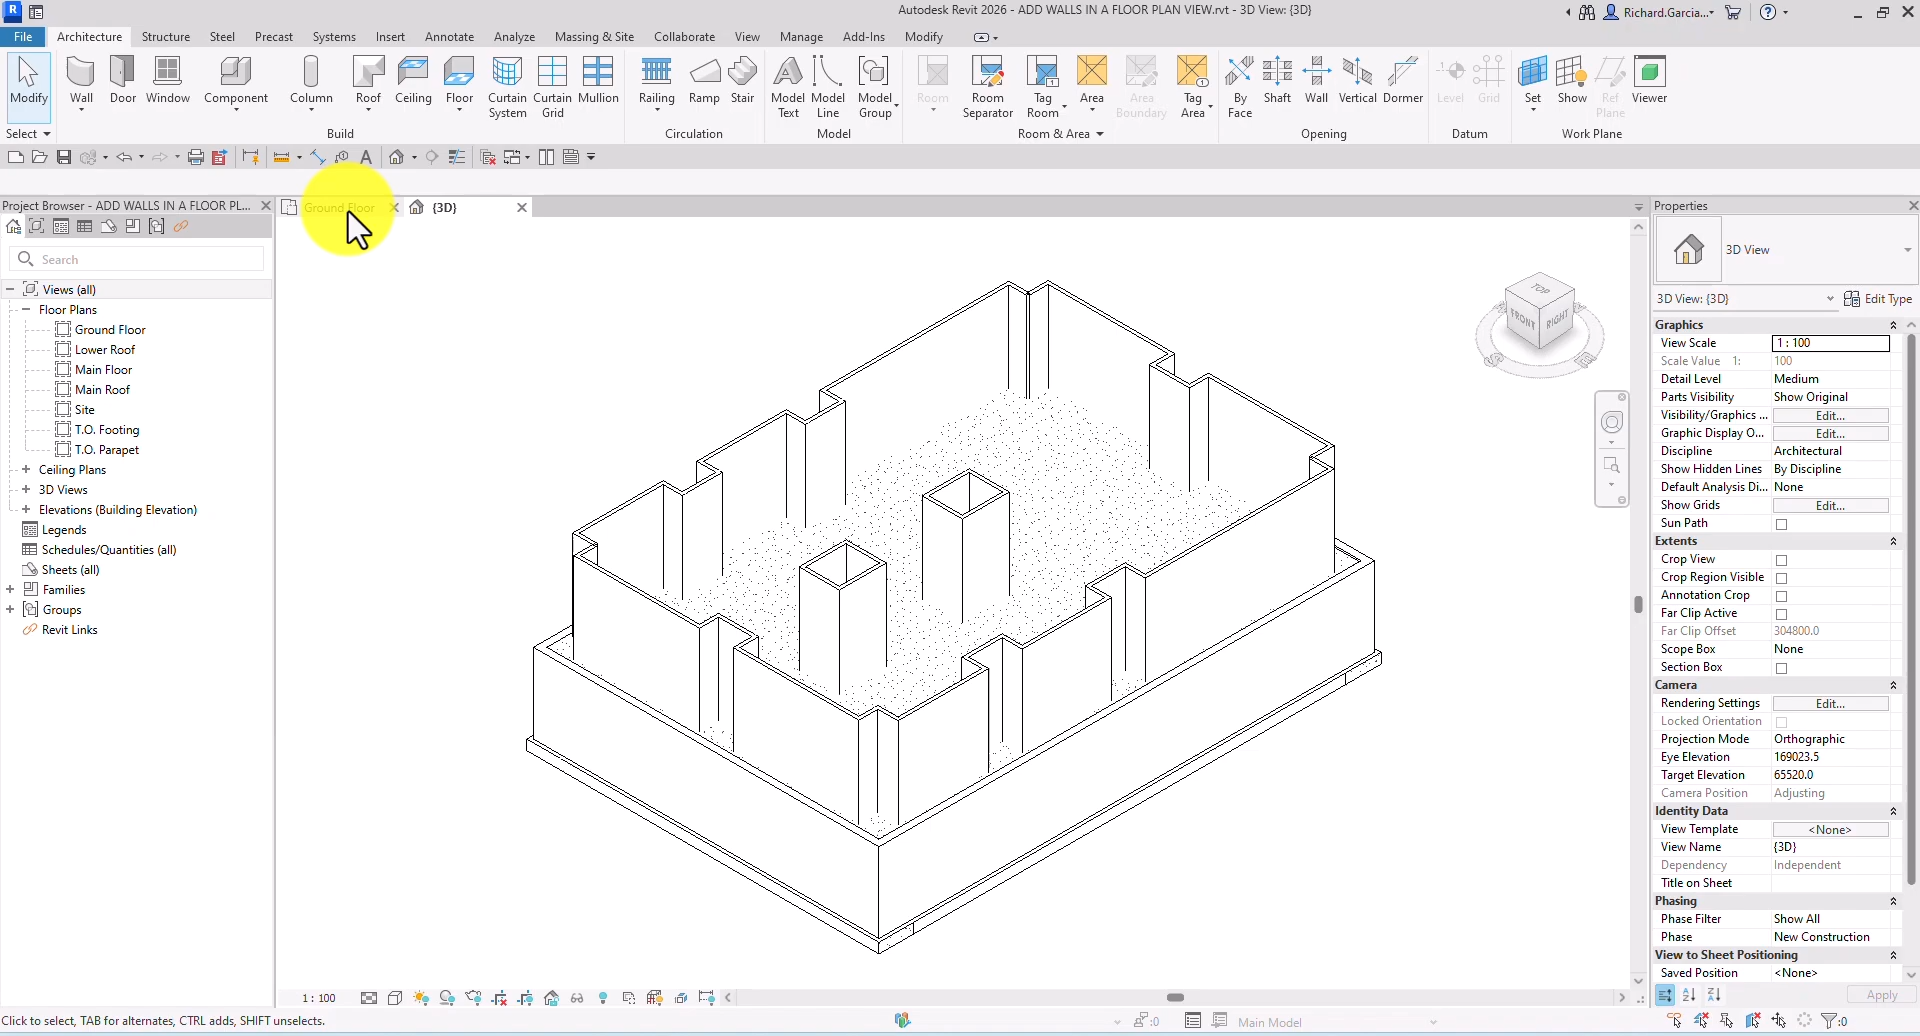 Autodesk Revit 2026 - ADD WALLS IN A FLOOR PLAN VIEW.rvt - 3D View: {3D}
Richard.Garcia...
File Architecture Structure Steel Precast Systems Insert Annotate Analyze Massing & Site Collaborate View Manage Add-Ins Modify
Modify Wall Door Window Component Column Roof Ceiling Floor Curtain System Curtain Grid Mullion Railing Ramp Stair Model Text Model Line Model Group Room Room Separator Tag Room Area Area Boundary Tag Area By Face Shaft Wall Vertical Dormer Level Grid Set Show Ref Plane Viewer
Select Build Circulation Model Room & Area Opening Datum Work Plane
Project Browser - ADD WALLS IN A FLOOR PL...
Ground Floor
{3D}
Search
Views (all)
Floor Plans
Ground Floor
Lower Roof
Main Floor
Main Roof
Site
T.O. Footing
T.O. Parapet
Ceiling Plans
3D Views
Elevations (Building Elevation)
Legends
Schedules/Quantities (all)
Sheets (all)
Families
Groups
Revit Links
TOP
FRONT
RIGHT
Properties
3D View
3D View: {3D}
Edit Type
Graphics
View Scale 1 : 100
Scale Value 1: 100
Detail Level Medium
Parts Visibility Show Original
Visibility/Graphics ... Edit...
Graphic Display O... Edit...
Discipline Architectural
Show Hidden Lines By Discipline
Default Analysis Di... None
Show Grids Edit...
Sun Path
Extents
Crop View
Crop Region Visible
Annotation Crop
Far Clip Active
Far Clip Offset 304800.0
Scope Box None
Section Box
Camera
Rendering Settings Edit...
Locked Orientation
Projection Mode Orthographic
Eye Elevation 169023.5
Target Elevation 65520.0
Camera Position Adjusting
Identity Data
View Template <None>
View Name {3D}
Dependency Independent
Title on Sheet
Phasing
Phase Filter Show All
Phase New Construction
View to Sheet Positioning
Saved Position <None>
Apply
1 : 100
Click to select, TAB for alternates, CTRL adds, SHIFT unselects.
:0
Main Model
:0